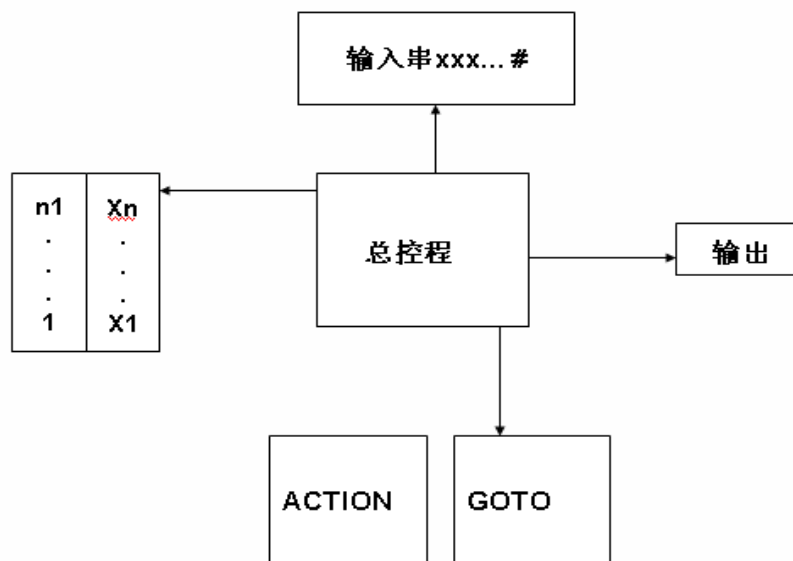 输入串xxx...#
n1
Xn
.
.
.
.
.
.
1
X1
总控程
输出
ACTION
GOTO